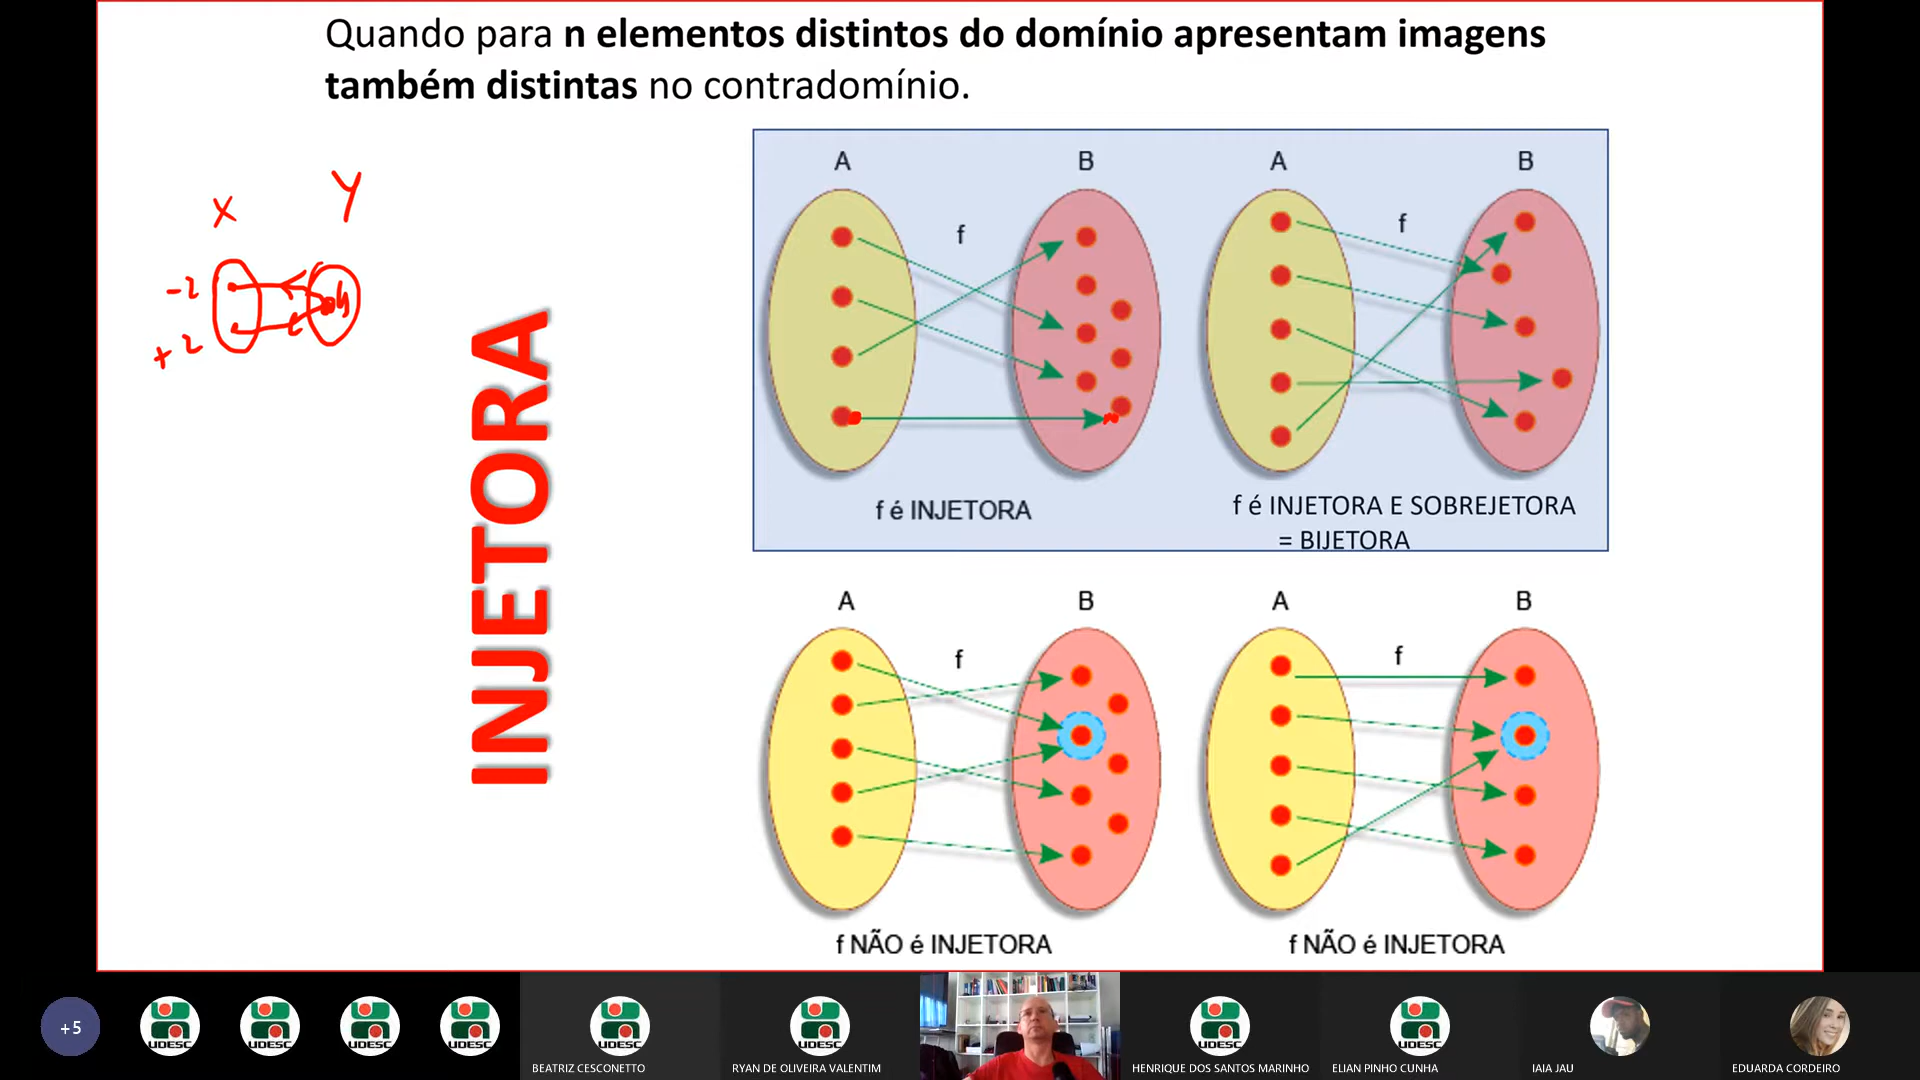 Quando para n elementos distintos do domínio apresentam imagens
também distintas no contradomínio.
X
Y
-2
+2
4
INJETORA
A
B
f
f é INJETORA
A
B
f
f é INJETORA E SOBREJETORA
= BIJETORA
A
B
f
f NÃO é INJETORA
A
B
f
f NÃO é INJETORA
+5
UDESC
UDESC
UDESC
UDESC
UDESC
BEATRIZ CESCONETTO
UDESC
RYAN DE OLIVEIRA VALENTIM
UDESC
HENRIQUE DOS SANTOS MARINHO
UDESC
ELIAN PINHO CUNHA
IAIA JAU
EDUARDA CORDEIRO